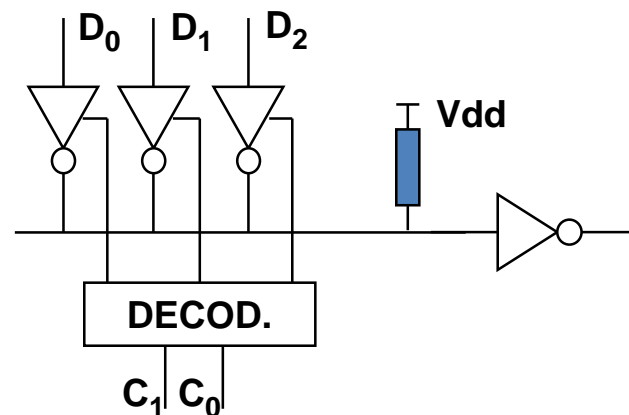 D₀ D₁ D₂
Vdd
DECOD.
C₁ C₀